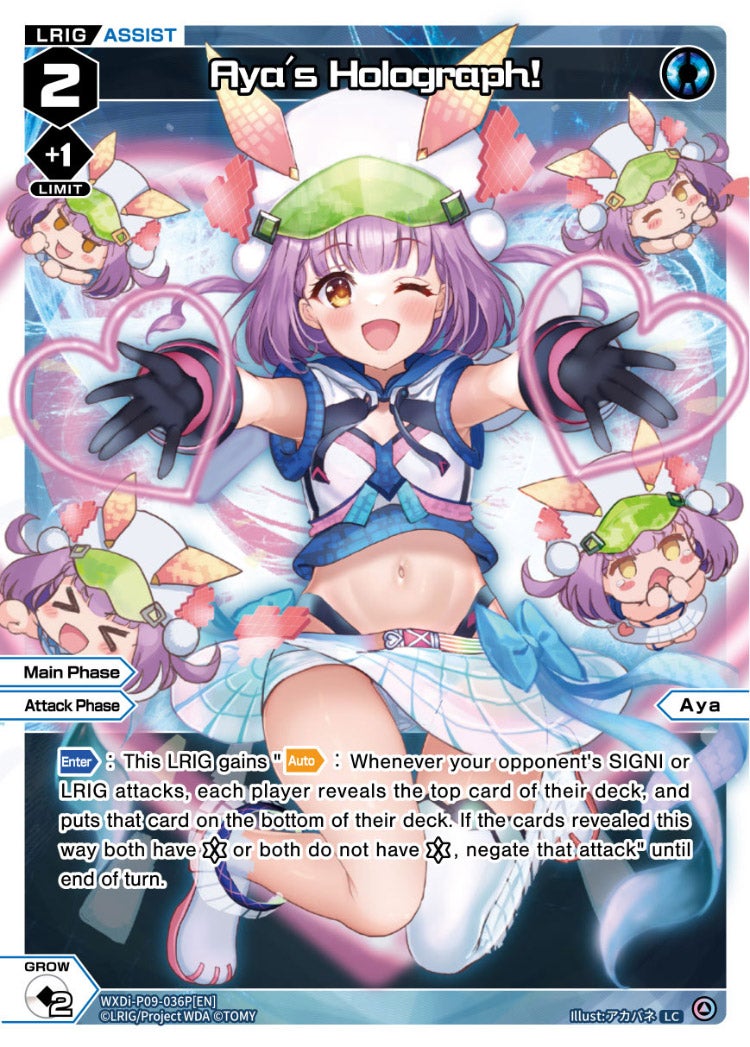 LRIG ASSIST
2
Aya's Holograph!
+1
LIMIT
Main Phase
Attack Phase
Aya
Enter : This LRIG gains " Auto : Whenever your opponent's SIGNI or
LRIG attacks, each player reveals the top card of their deck, and
puts that card on the bottom of their deck. If the cards revealed this
way both have or both do not have , negate that attack" until
end of turn.
GROW
2
WXDi-P09-036P[EN]
©LRIG/Project WDA ©TOMY
Illust:アカバネ LC